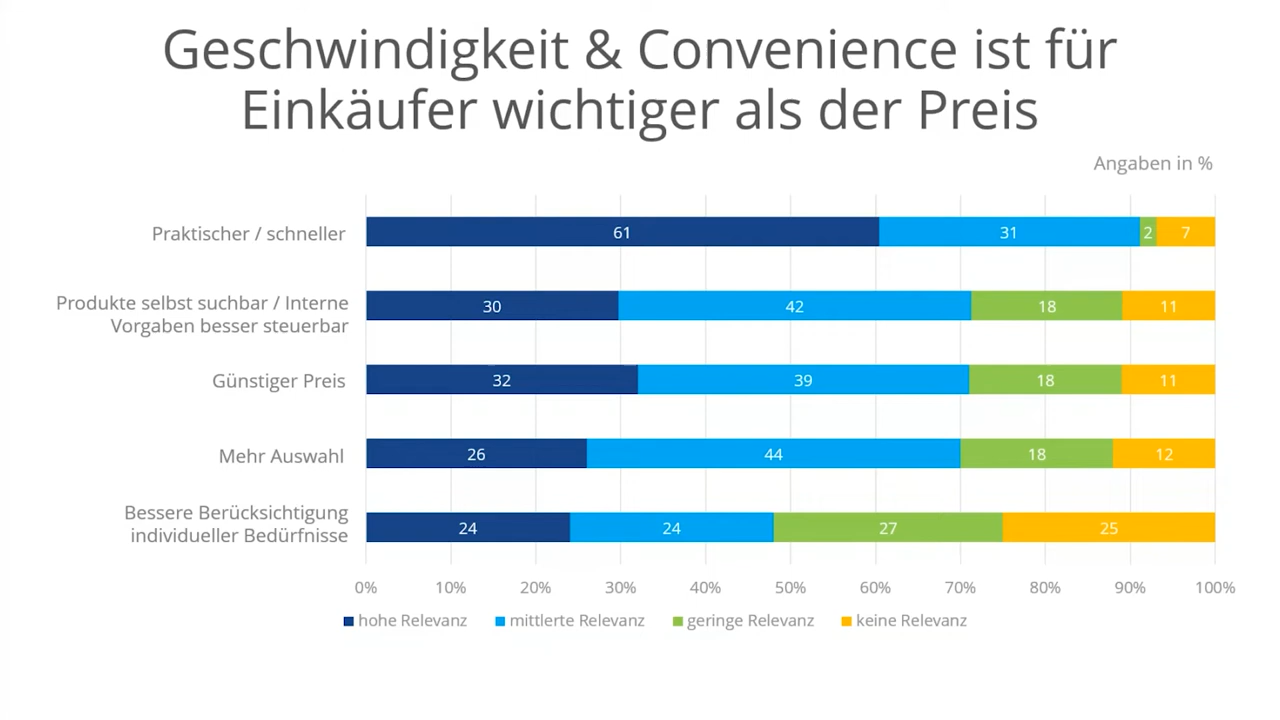 Geschwindigkeit & Convenience ist für
Einkäufer wichtiger als der Preis
Angaben in %
Praktischer / schneller
61
31
2
7
Produkte selbst suchbar / Interne
Vorgaben besser steuerbar
30
42
18
11
Günstiger Preis
32
39
18
11
Mehr Auswahl
26
44
18
12
Bessere Berücksichtigung
individueller Bedürfnisse
24
24
27
25
0% 10% 20% 30% 40% 50% 60% 70% 80% 90% 100%
hohe Relevanz mittlerte Relevanz geringe Relevanz keine Relevanz